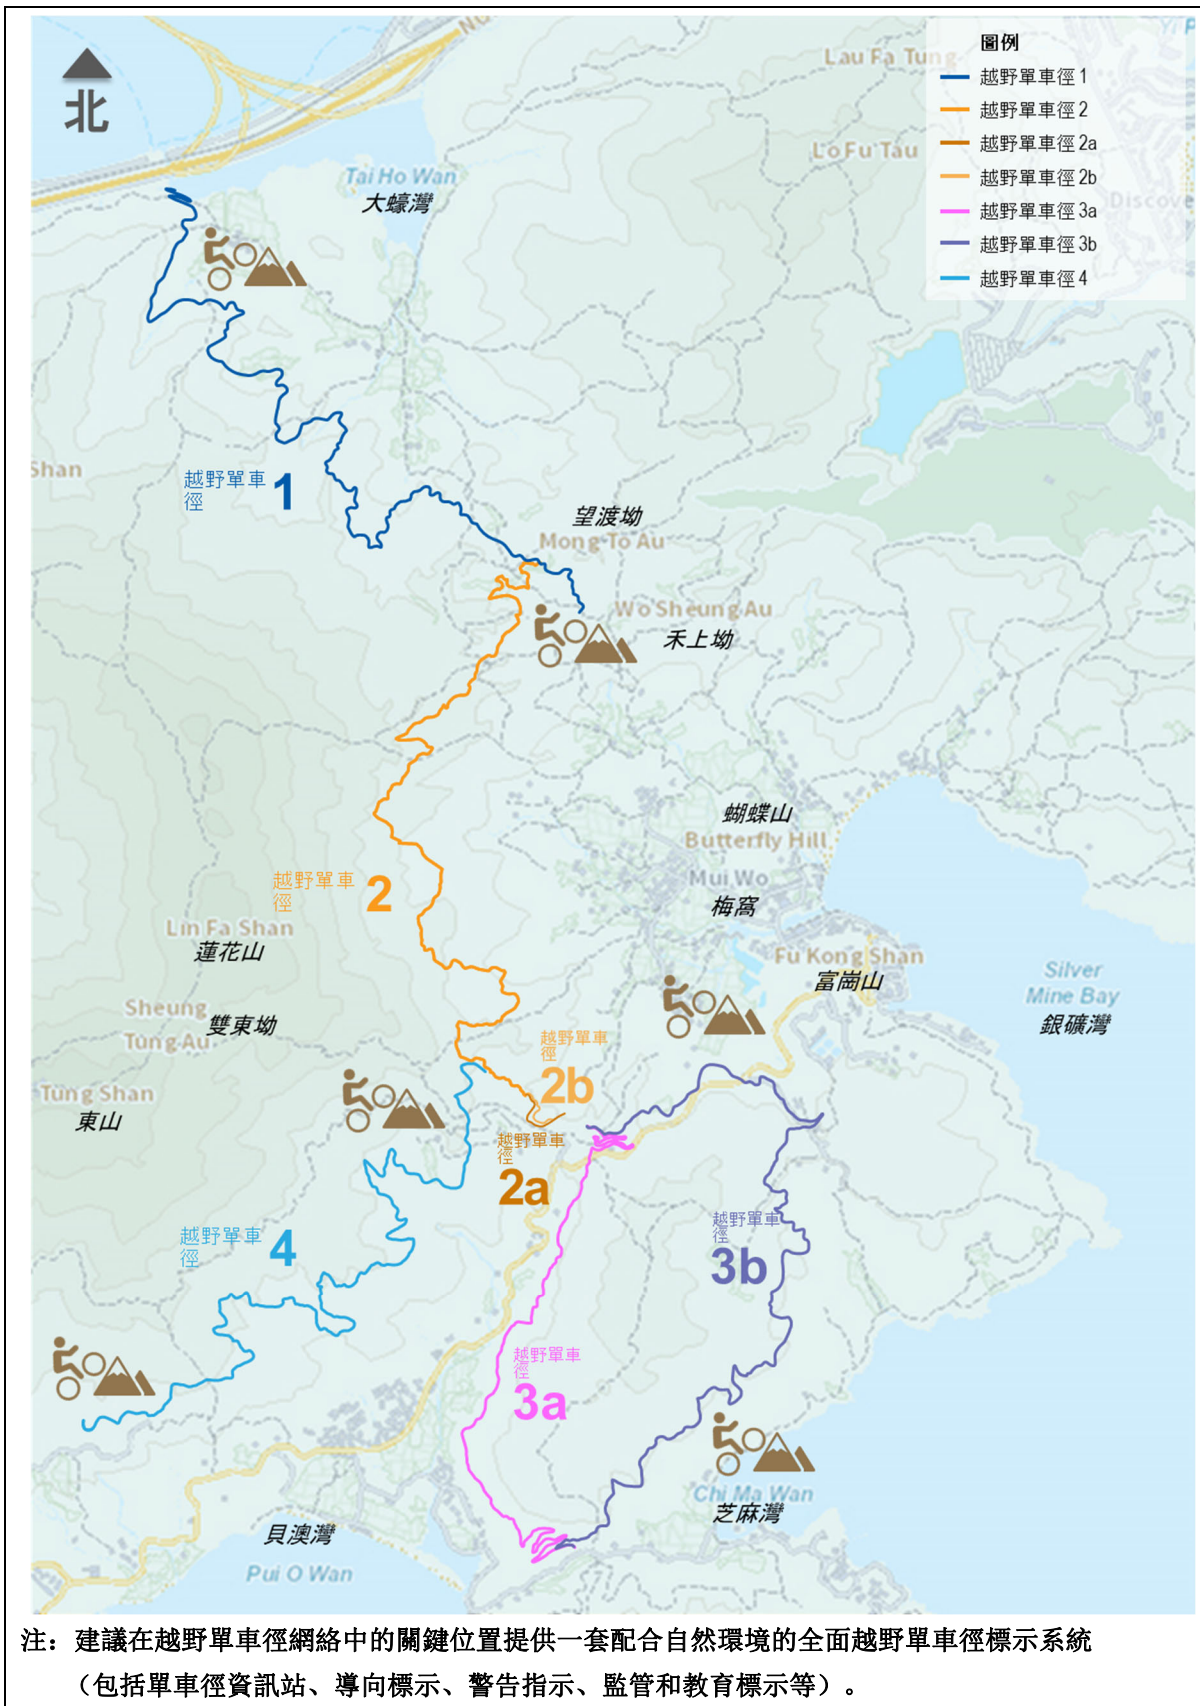 北
圖例
越野單車徑 1
越野單車徑 2
越野單車徑 2a
越野單車徑 2b
越野單車徑 3a
越野單車徑 3b
越野單車徑 4
Lau Fa Tung
Lo Fu Tau
Discove
Tai Ho Wan
大蠔灣
Shan
越野單車
徑
1
望渡坳
Mong To Au
Wo Sheung Au
禾上坳
蝴蝶山
Butterfly Hill
Mui Wo
梅窩
越野單車
徑
2
Lin Fa Shan
蓮花山
Fu Kong Shan
富崗山
Silver
Mine Bay
銀礦灣
Sheung
Tung Au
雙東坳
越野單車
徑
2b
Tung Shan
東山
越野單車
徑
2a
越野單車
徑
3b
越野單車
徑
4
越野單車
徑
3a
Chi Ma Wan
芝麻灣
貝澳灣
Pui O Wan
注：建議在越野單車徑網絡中的關鍵位置提供一套配合自然環境的全面越野單車徑標示系統
（包括單車徑資訊站、導向標示、警告指示、監管和教育標示等）。